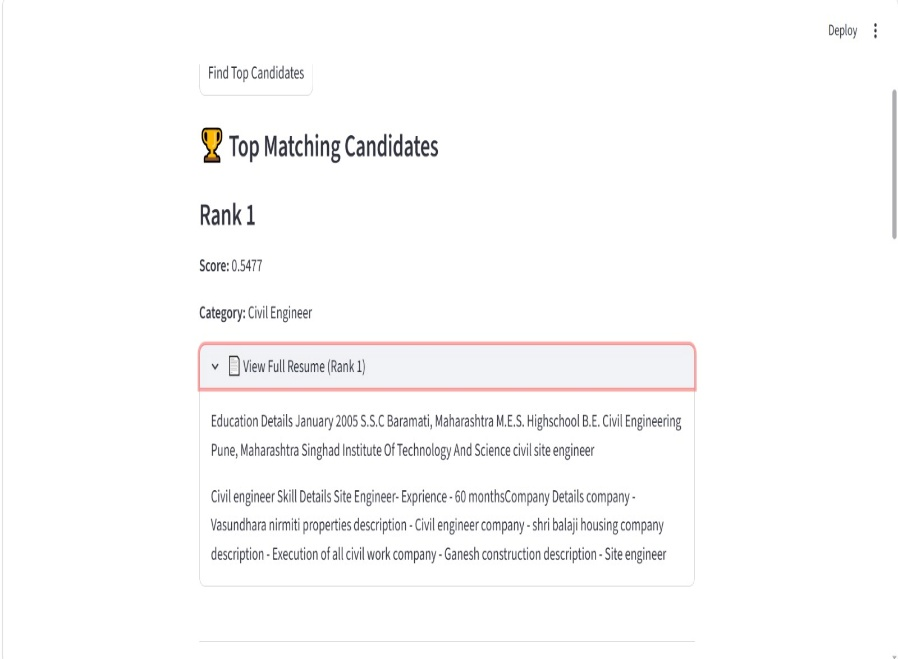 Deploy
Find Top Candidates
🏆 Top Matching Candidates
Rank 1
Score: 0.5477
Category: Civil Engineer
View Full Resume (Rank 1)
Education Details January 2005 S.S.C Baramati, Maharashtra M.E.S. Highschool B.E. Civil Engineering
Pune, Maharashtra Singhad Institute Of Technology And Science civil site engineer
Civil engineer Skill Details Site Engineer- Exprience - 60 monthsCompany Details company -
Vasundhara nirmiti properties description - Civil engineer company - shri balaji housing company
description - Execution of all civil work company - Ganesh construction description - Site engineer